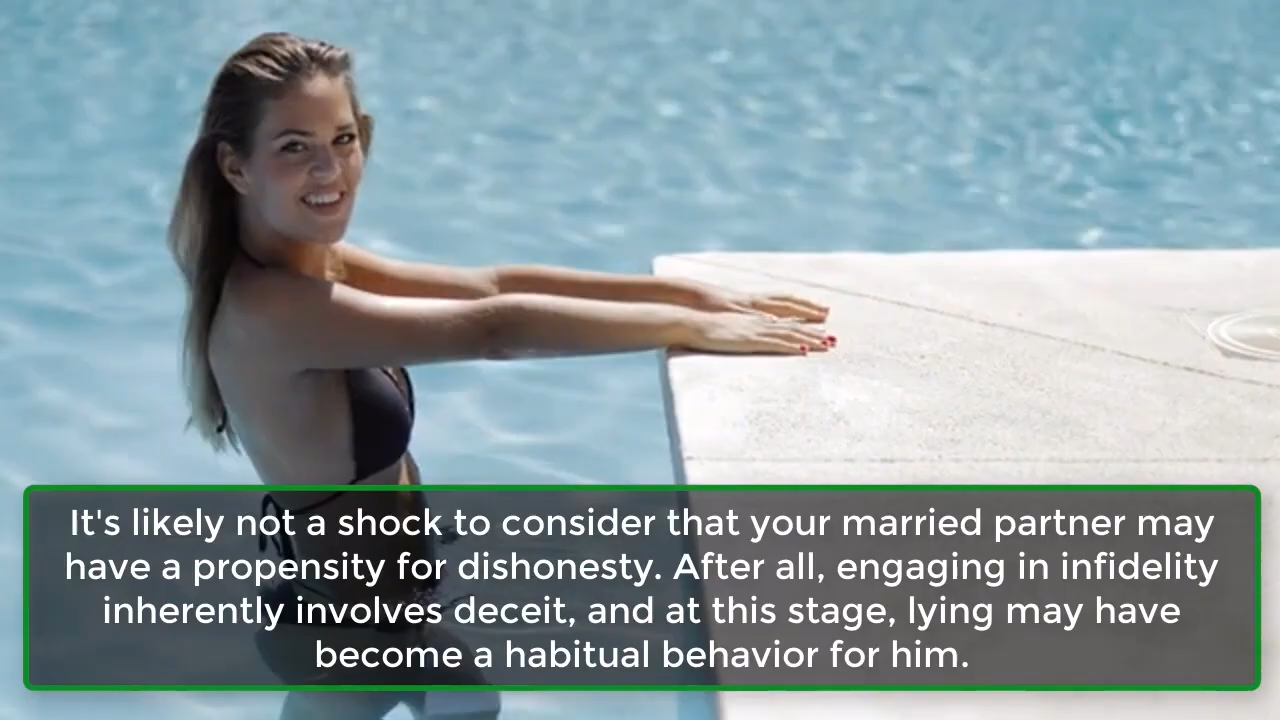 It's likely not a shock to consider that your married partner may
have a propensity for dishonesty. After all, engaging in infidelity
inherently involves deceit, and at this stage, lying may have
become a habitual behavior for him.